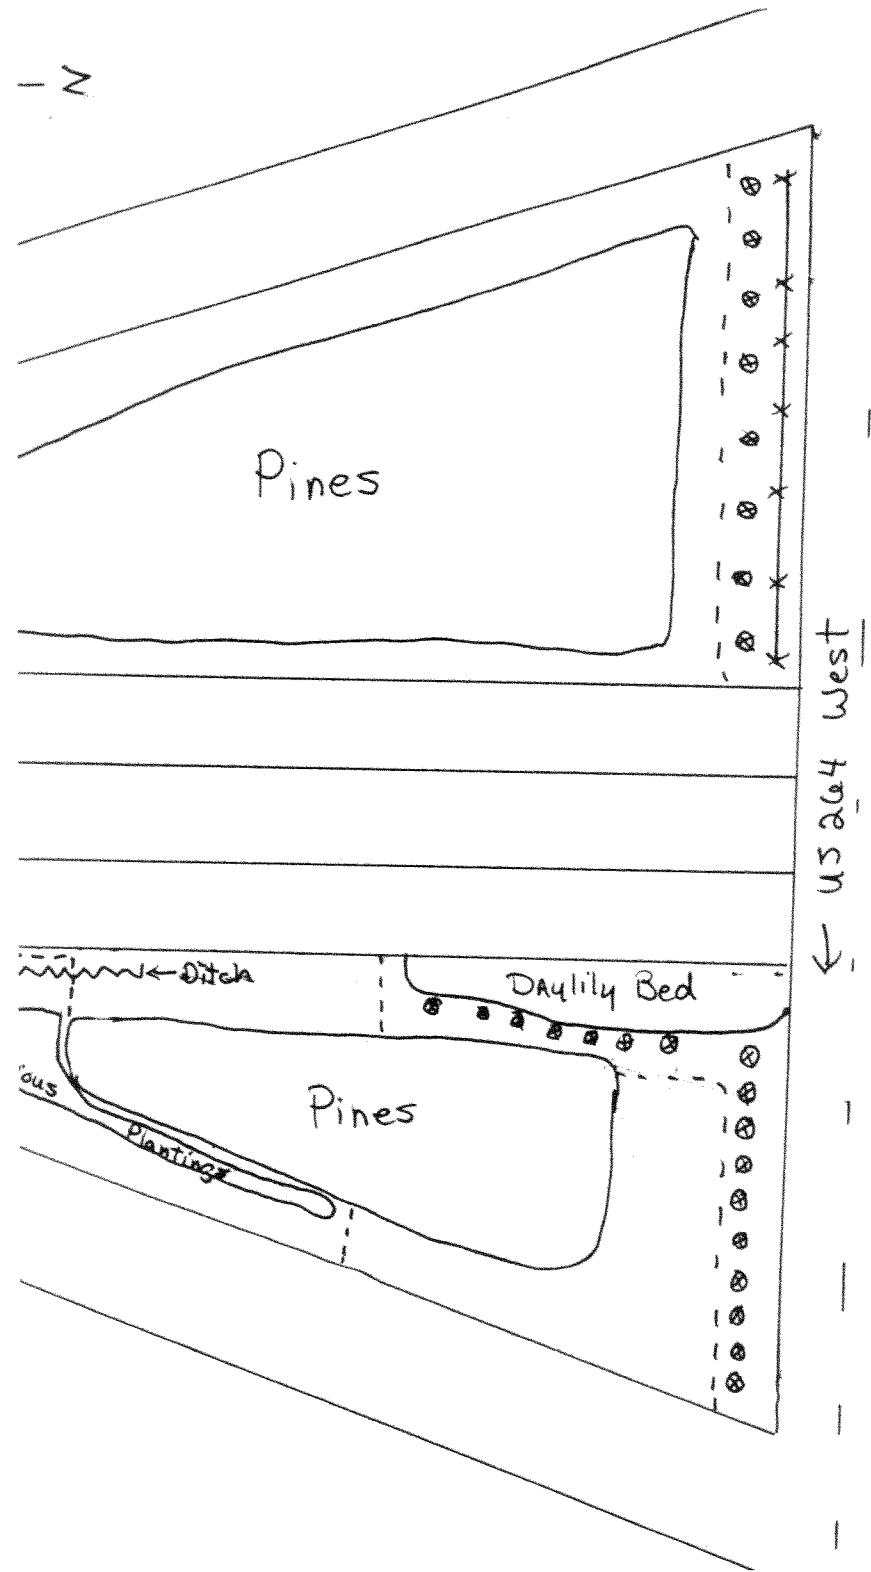 N
Pines
← US 264 West
←Ditch
DAylily Bed
Pines
ous
Plantings